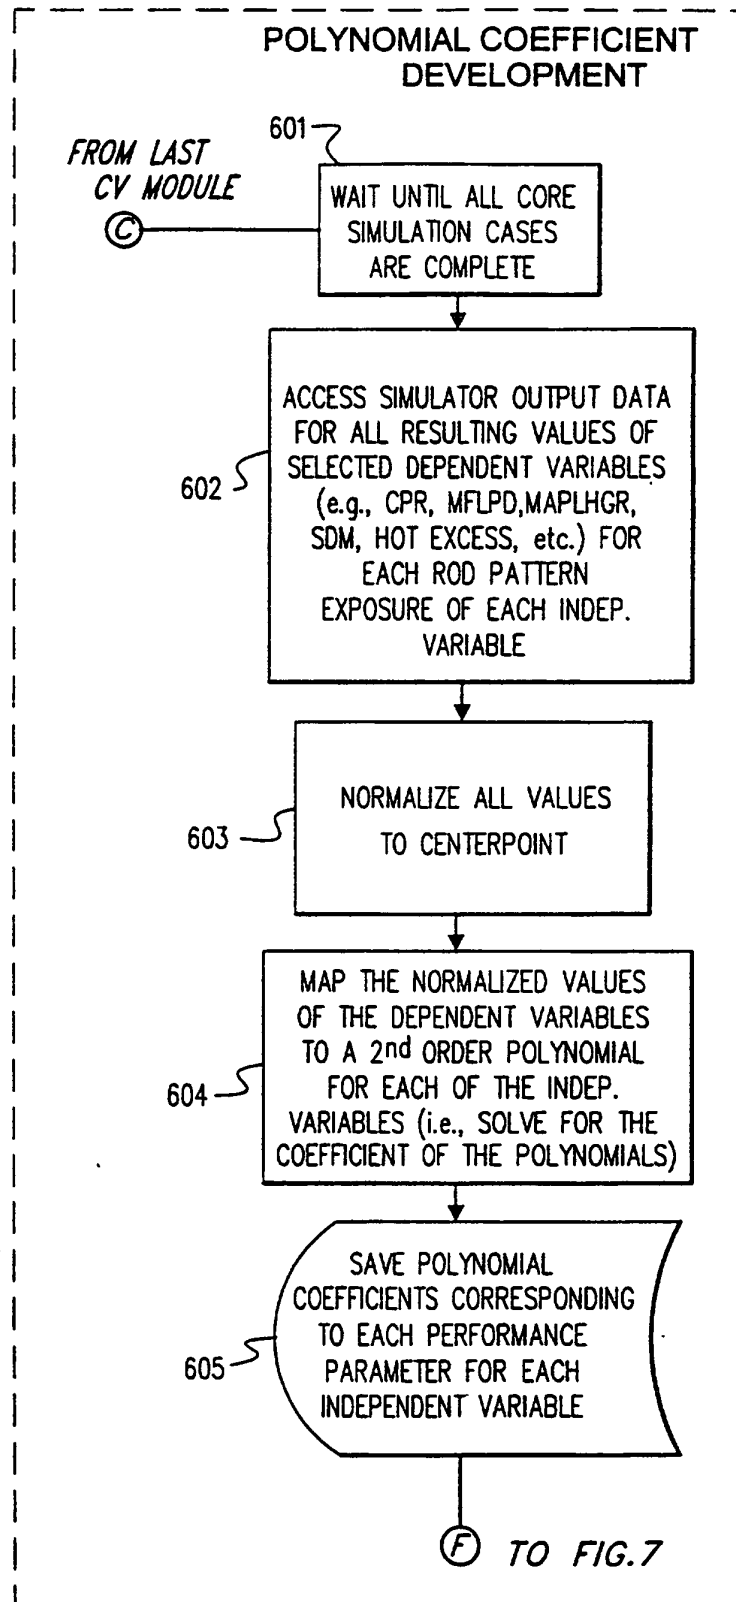 POLYNOMIAL COEFFICIENT
DEVELOPMENT
601
FROM LAST
CV MODULE
C
WAIT UNTIL ALL CORE
SIMULATION CASES
ARE COMPLETE
602
ACCESS SIMULATOR OUTPUT DATA
FOR ALL RESULTING VALUES OF
SELECTED DEPENDENT VARIABLES
(e.g., CPR, MFLPD,MAPLHGR,
SDM, HOT EXCESS, etc.) FOR
EACH ROD PATTERN
EXPOSURE OF EACH INDEP.
VARIABLE
603
NORMALIZE ALL VALUES
TO CENTERPOINT
604
MAP THE NORMALIZED VALUES
OF THE DEPENDENT VARIABLES
TO A 2nd ORDER POLYNOMIAL
FOR EACH OF THE INDEP.
VARIABLES (i.e., SOLVE FOR THE
COEFFICIENT OF THE POLYNOMIALS)
605
SAVE POLYNOMIAL
COEFFICIENTS CORRESPONDING
TO EACH PERFORMANCE
PARAMETER FOR EACH
INDEPENDENT VARIABLE
F TO FIG.7